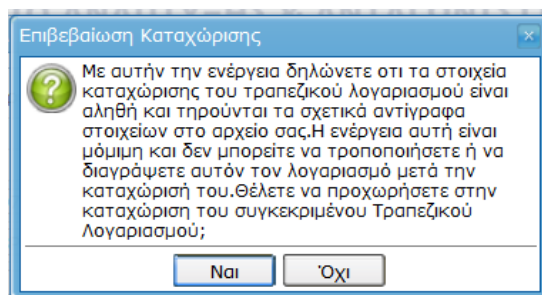 Επιβεβαίωση Καταχώρισης
Με αυτήν την ενέργεια δηλώνετε οτι τα στοιχεία
καταχώρισης του τραπεζικού λογαριασμού είναι
αληθή και τηρούνται τα σχετικά αντίγραφα
στοιχείων στο αρχείο σας.Η ενέργεια αυτή είναι
μόμιμη και δεν μπορείτε να τροποποιήσετε ή να
διαγράψετε αυτόν τον λογαριασμό μετά την
καταχώρισή του.Θέλετε να προχωρήσετε στην
καταχώριση του συγκεκριμένου Τραπεζικού
Λογαριασμού;
Ναι Όχι